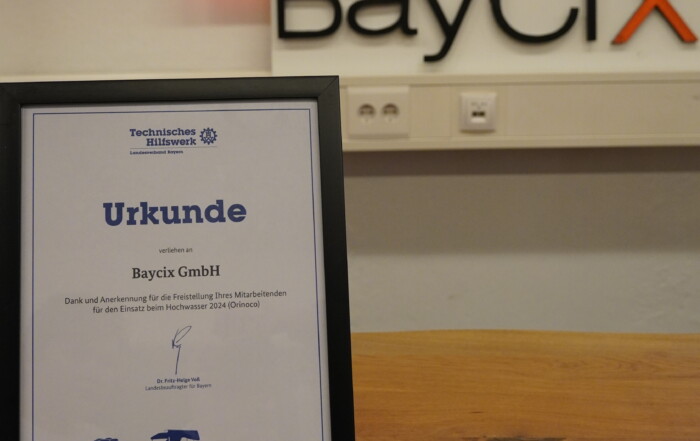 BayCix
Technisches
Hilfswerk
Landesverband Bayern
Urkunde
verliehen an
Baycix GmbH
Dank und Anerkennung für die Freistellung Ihres Mitarbeitenden
für den Einsatz beim Hochwasser 2024 (Orinoco)
Dr. Fritz-Helge Voß
Landesbeauftragter für Bayern